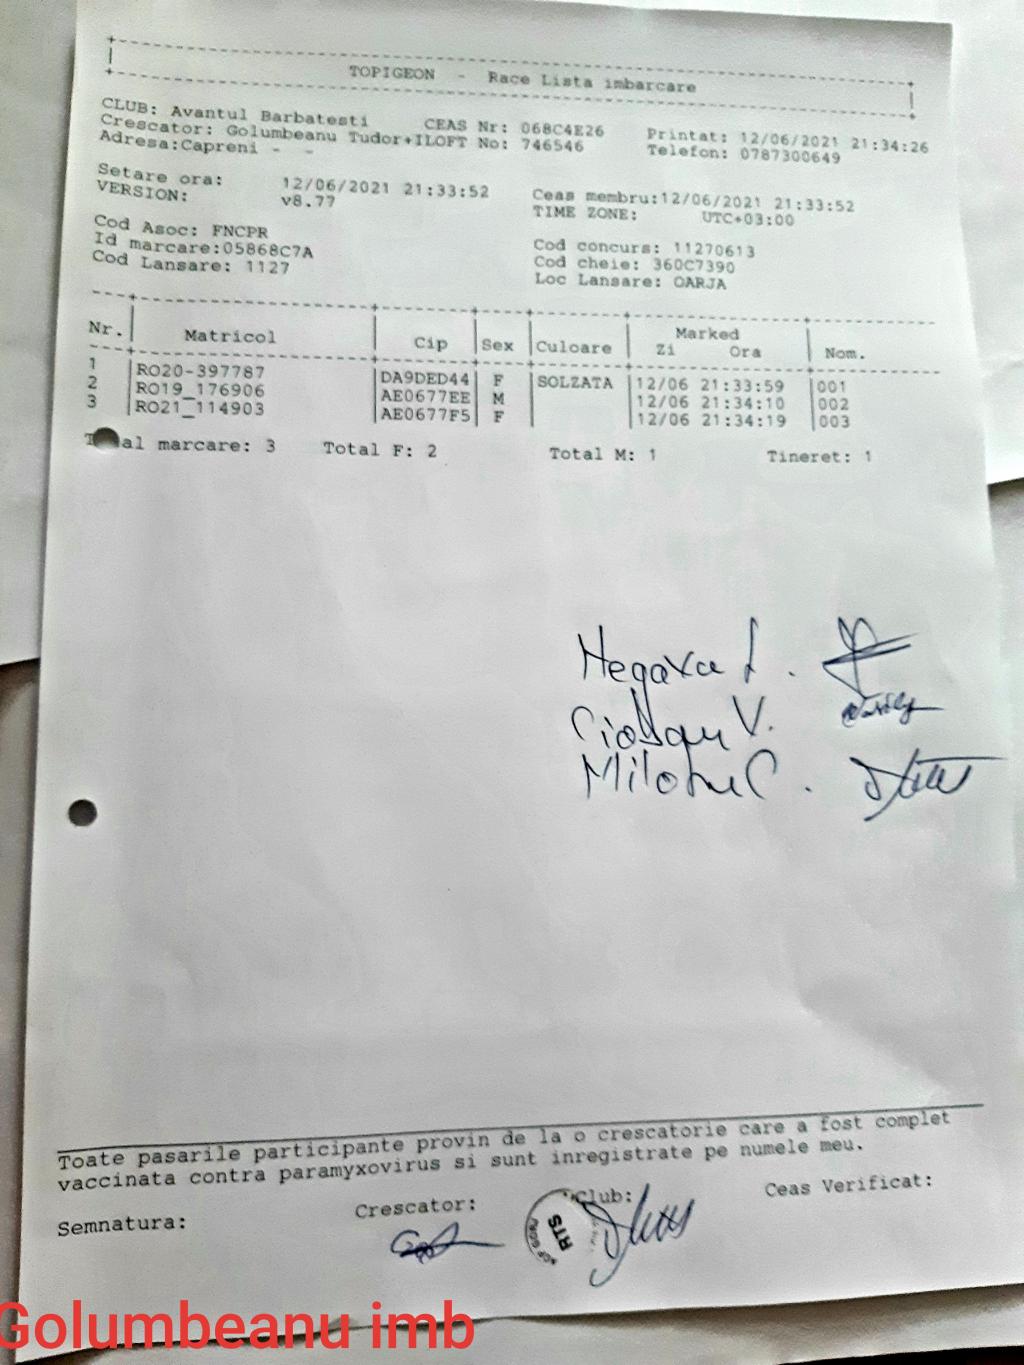 TOPIGEON - Race Lista imbarcare
CLUB: Avantul Barbatesti CEAS Nr: 068C4E26 Printat: 12/06/2021 21:34:26
Crescator: Golumbeanu Tudor+ILOFT No: 746546 Telefon: 0787300649
Adresa:Capreni - -
Setare ora: 12/06/2021 21:33:52 Ceas membru:12/06/2021 21:33:52
VERSION: v8.77 TIME ZONE: UTC+03:00
Cod Asoc: FNCPR Cod concurs: 11270613
Id marcare:05868C7A Cod cheie: 360C7390
Cod Lansare: 1127 Loc Lansare: OARJA
Nr. Matricol Cip Sex Culoare Marked Zi Ora Nom.
1 RO20-397787 DA9DED44 F SOLZATA 12/06 21:33:59 001
2 RO19_176906 AE0677EE M 12/06 21:34:10 002
3 RO21_114903 AE0677F5 F 12/06 21:34:19 003
Total marcare: 3 Total F: 2 Total M: 1 Tineret: 1
V.
Toate pasarile participante provin de la o crescatorie care a fost complet
vaccinata contra paramyxovirus si sunt inregistrate pe numele meu.
Semnatura: Crescator: Club: Ceas Verificat:
RTS
Golumbeanu imb